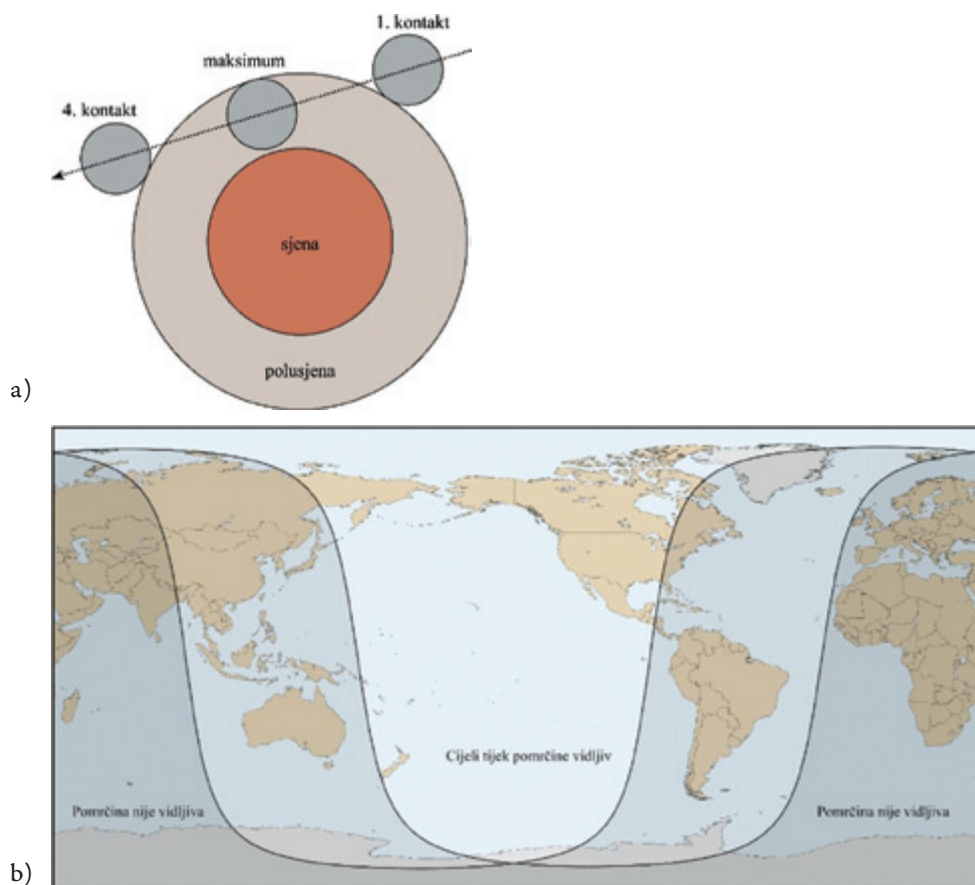 1. kontakt
maksimum
4. kontakt
sjena
polusjena
a)
Cijeli tijek pomrčine vidljiv
Pomrčina nije vidljiva
Pomrčina nije vidljiva
b)